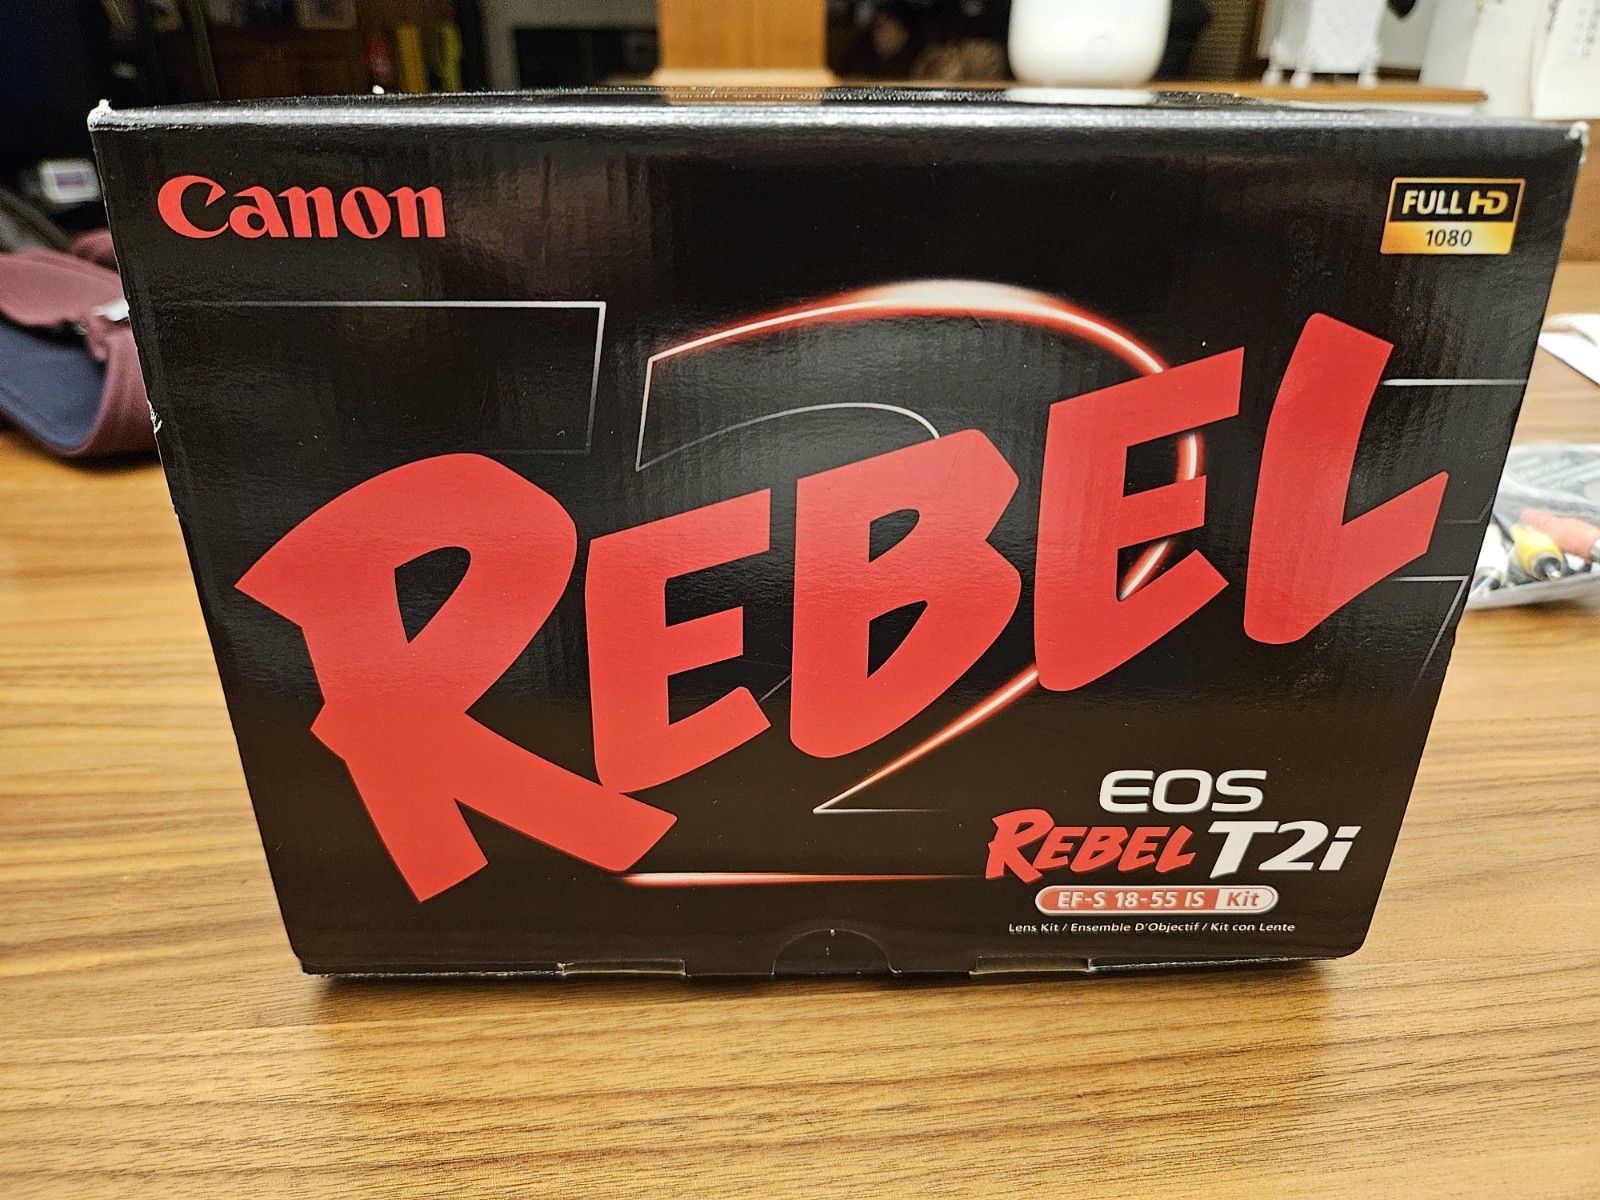 Canon
FULL HD
1080
REBEL
EOS
REBEL T2i
EF-S 18-55 IS Kit
Lens Kit / Ensemble D'Objectif / Kit con Lente